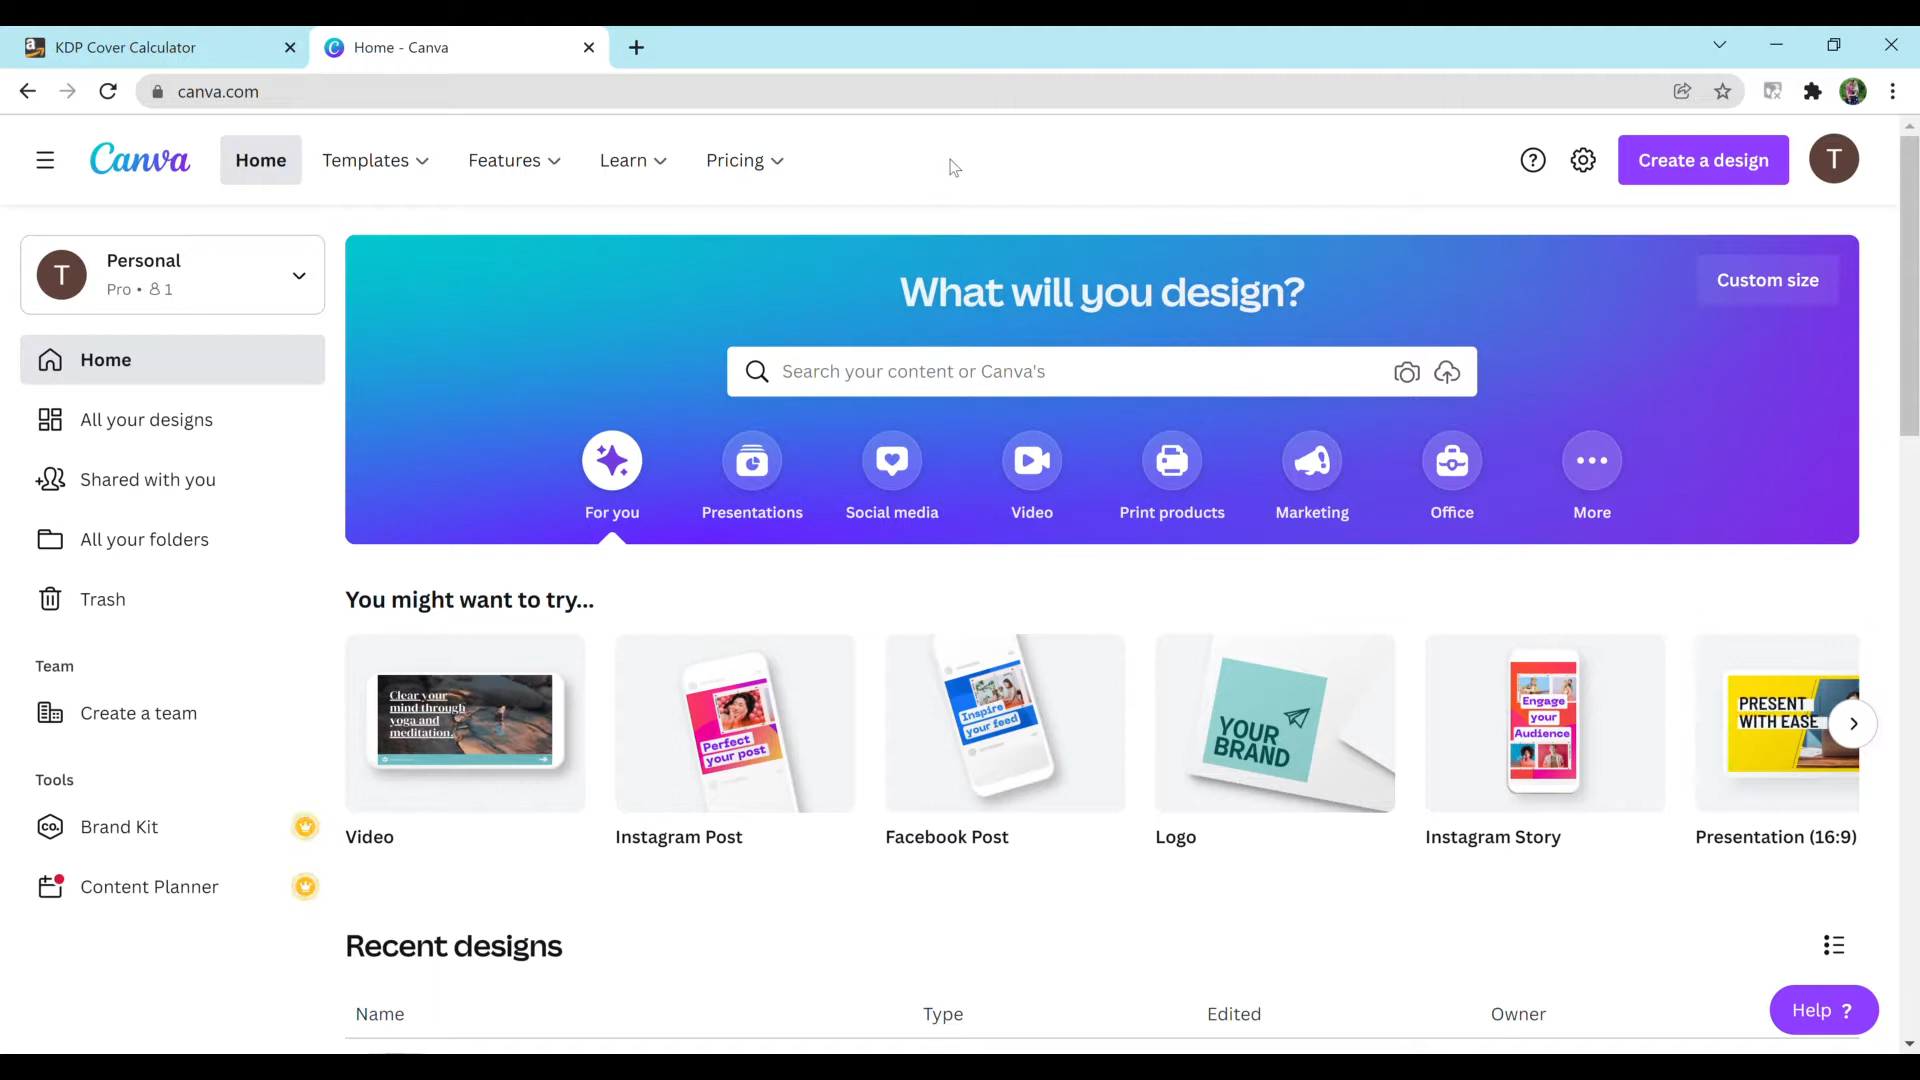 KDP Cover Calculator
Home - Canva
canva.com
Canva
Home
Templates
Features
Learn
Pricing
?
Create a design
T
T
Personal
Pro • 1
Home
All your designs
Shared with you
All your folders
Trash
Team
Create a team
Tools
CO.
Brand Kit
Content Planner
What will you design?
Custom size
Search your content or Canva's
For you
Presentations
Social media
Video
Print products
Marketing
Office
More
You might want to try...
Clear your
mind through
yoga and
meditation.
Perfect
your post
Inspire
your feed
YOUR
BRAND
Engage
your
Audience
PRESENT
WITH EASE
Video
Instagram Post
Facebook Post
Logo
Instagram Story
Presentation (16:9)
Recent designs
Name
Type
Edited
Owner
Help ?